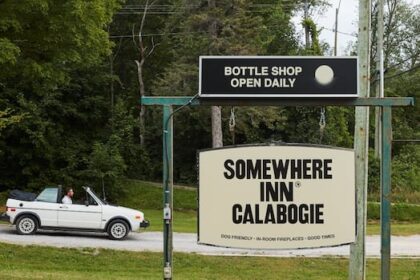 BOTTLE SHOP
OPEN DAILY
SOMEWHERE
INN
CALABOGIE
DOG FRIENDLY · IN-ROOM FIREPLACES · GOOD TIMES